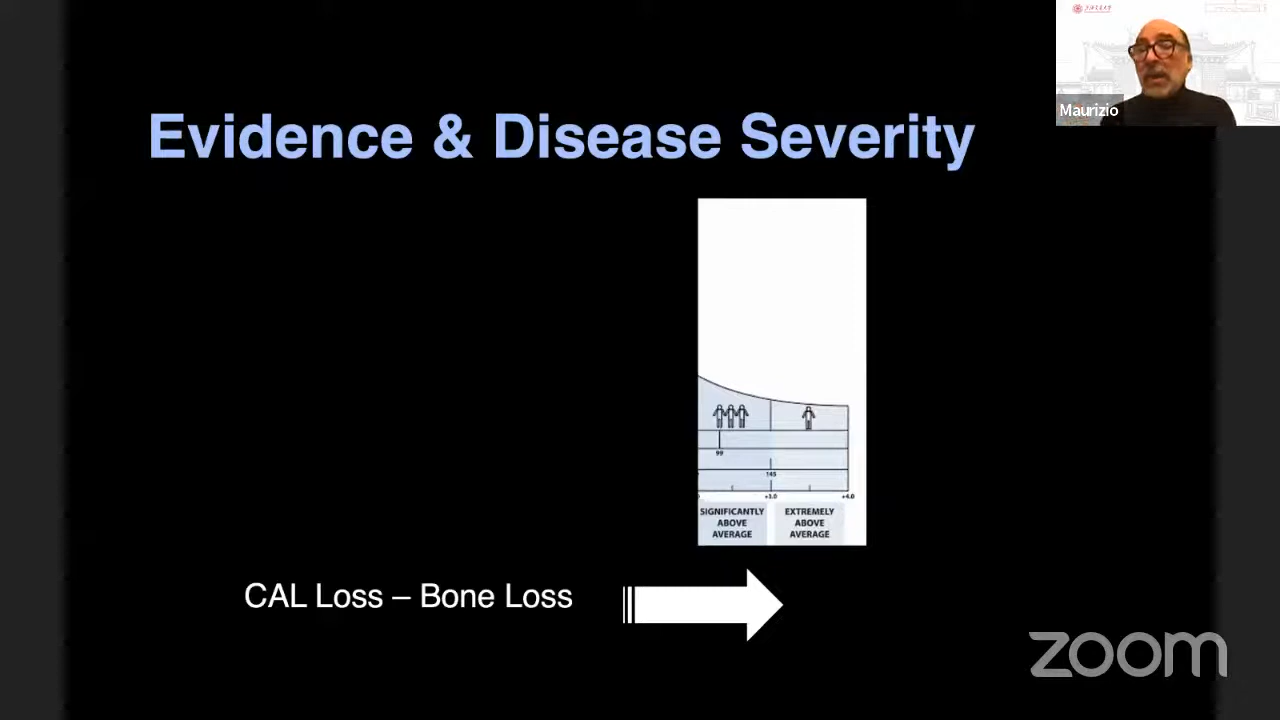 Maurizio
Evidence & Disease Severity
99
145
+3.0
+4.0
SIGNIFICANTLY
ABOVE
AVERAGE
EXTREMELY
ABOVE
AVERAGE
CAL Loss – Bone Loss
zoom